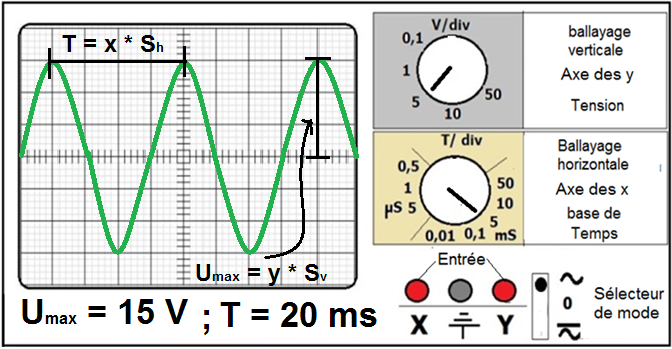 T = x * Sh
Umax = y * Sv
Umax = 15 V ; T = 20 ms
V/div
0,1
1
5
10
50
ballayage
verticale
Axe des y
Tension
T/ div
0,5
1
µS 5
0,01
0,1
mS
5
10
50
Ballayage
horizontale
Axe des x
base de
Temps
Entrée
X
Y
0
Sélecteur
de mode